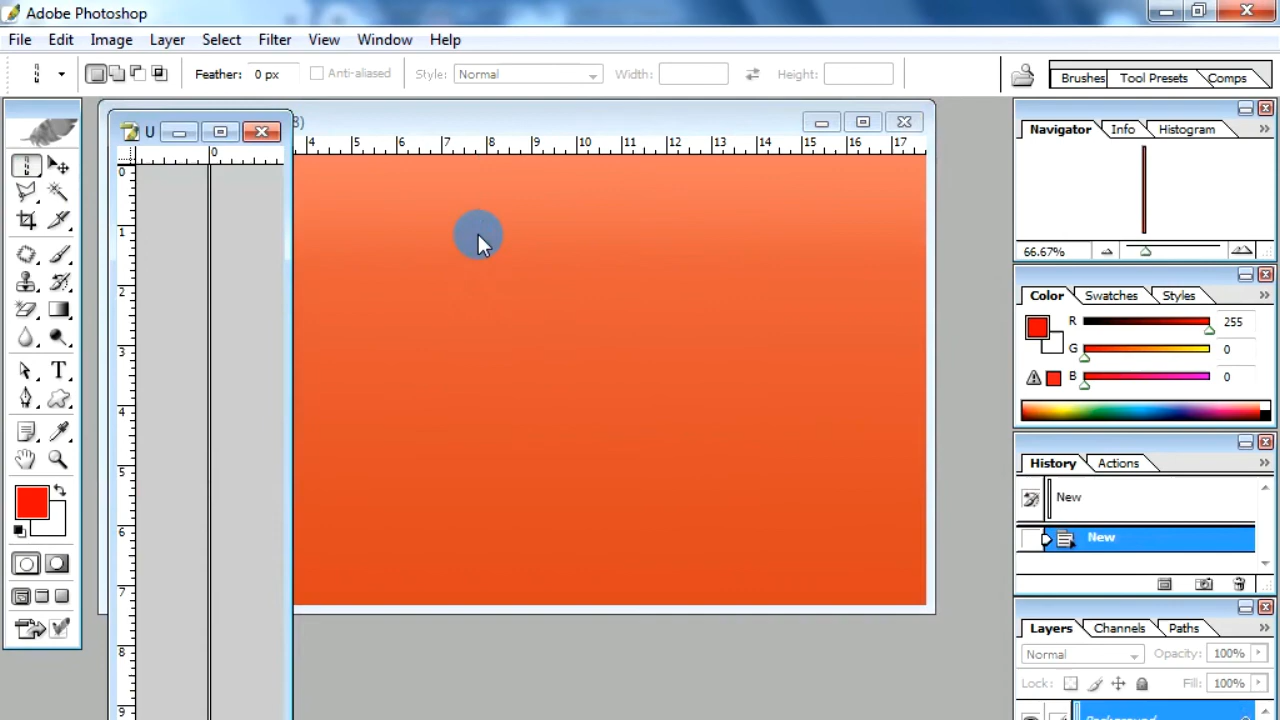 Adobe Photoshop
File Edit Image Layer Select Filter View Window Help
Feather: 0 px Anti-aliased Style: Normal Width: Height: Brushes Tool Presets Comps
U
3)
0
4 5 6 7 8 9 10 11 12 13 14 15 16 17
0
1
2
3
4
5
6
7
8
9
T
Navigator Info Histogram
66.67%
Color Swatches Styles
R 255
G 0
B 0
History Actions
New
New
Layers Channels Paths
Normal Opacity: 100%
Lock: Fill: 100%
Background